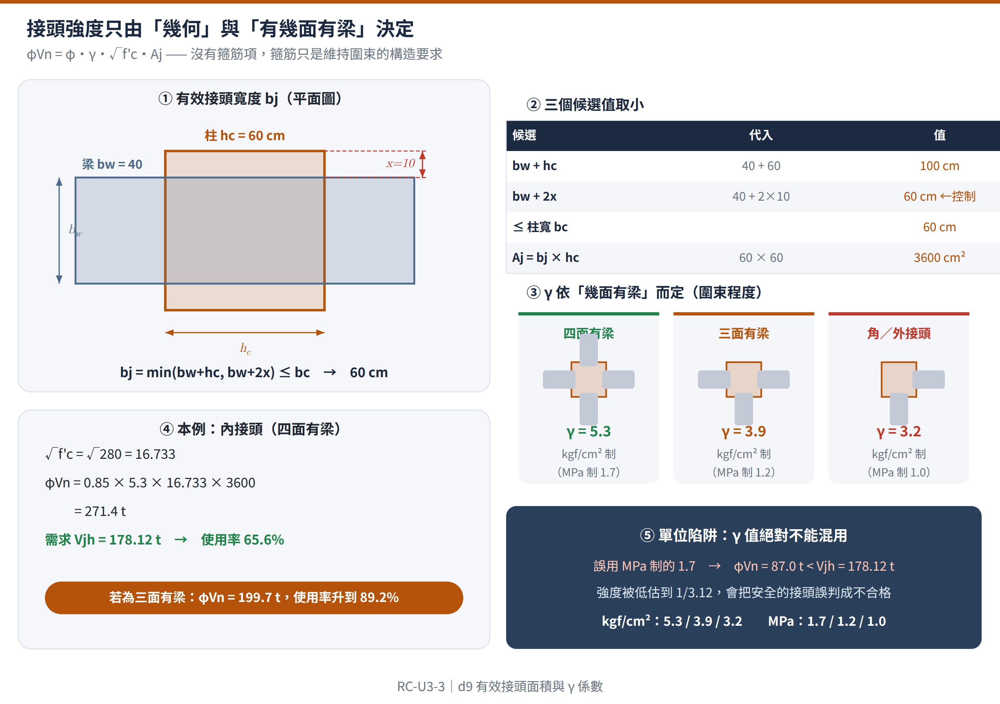 接頭強度只由「幾何」與「有幾面有梁」決定
φVn = φ・γ・√f'c・Aj —— 沒有箍筋項，箍筋只是維持圍束的構造要求
① 有效接頭寬度 bj（平面圖）
柱 hc = 60 cm
梁 bw = 40
x=10
b_w
h_c
bj = min(bw+hc, bw+2x) ≤ bc → 60 cm
② 三個候選值取小
候選 代入 值
bw + hc 40 + 60 100 cm
bw + 2x 40 + 2×10 60 cm ←控制
≤ 柱寬 bc 60 cm
Aj = bj × hc 60 × 60 3600 cm²
③ γ 依「幾面有梁」而定（圍束程度）
四面有梁
γ = 5.3
kgf/cm² 制
（MPa 制 1.7）
三面有梁
γ = 3.9
kgf/cm² 制
（MPa 制 1.2）
角／外接頭
γ = 3.2
kgf/cm² 制
（MPa 制 1.0）
④ 本例：內接頭（四面有梁）
√f'c = √280 = 16.733
φVn = 0.85 × 5.3 × 16.733 × 3600
= 271.4 t
需求 Vjh = 178.12 t → 使用率 65.6%
若為三面有梁：φVn = 199.7 t，使用率升到 89.2%
⑤ 單位陷阱：γ 值絕對不能混用
誤用 MPa 制的 1.7 → φVn = 87.0 t < Vjh = 178.12 t
強度被低估到 1/3.12，會把安全的接頭誤判成不合格
kgf/cm²：5.3 / 3.9 / 3.2 MPa：1.7 / 1.2 / 1.0
RC-U3-3｜d9 有效接頭面積與 γ 係數